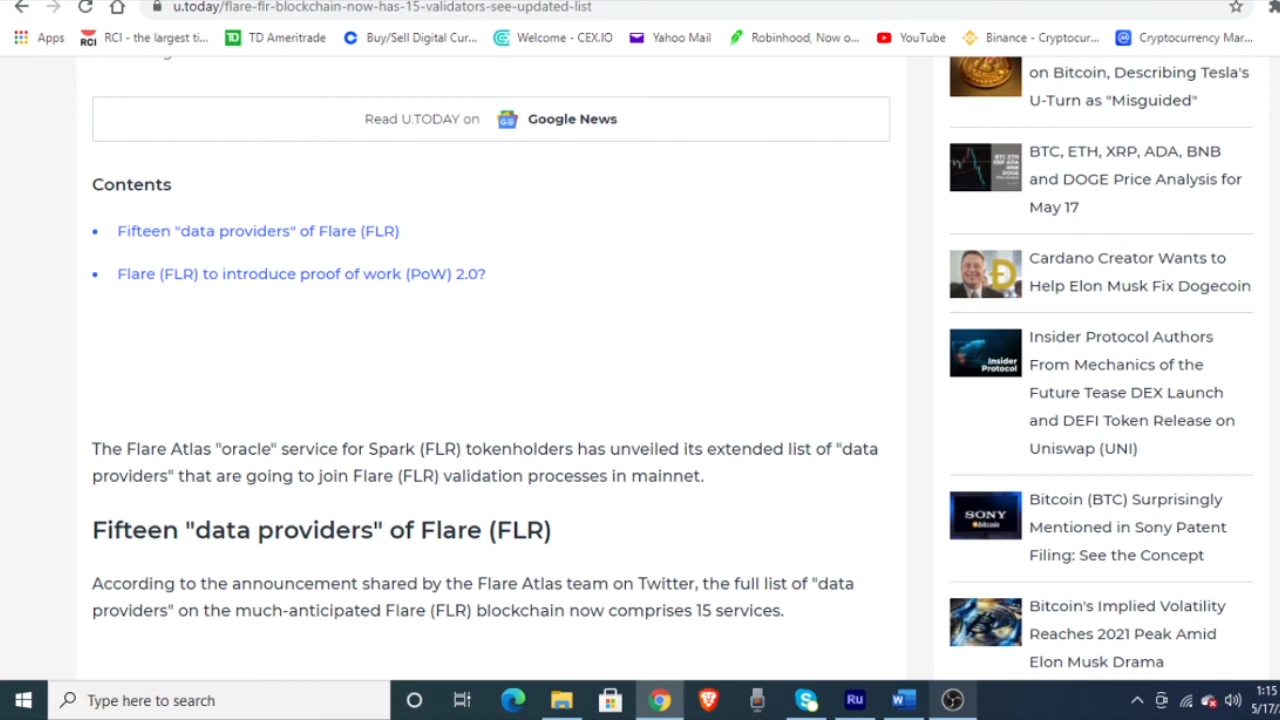 u.today/flare-flr-blockchain-now-has-15-validators-see-updated-list
Apps
RCI
RCI - the largest ti...
TD Ameritrade
Buy/Sell Digital Cur...
Welcome - CEX.IO
Yahoo Mail
Robinhood, Now o...
YouTube
Binance - Cryptocur...
Cryptocurrency Mar...
Read U.TODAY on
Google News
Contents
Fifteen "data providers" of Flare (FLR)
Flare (FLR) to introduce proof of work (PoW) 2.0?
The Flare Atlas "oracle" service for Spark (FLR) tokenholders has unveiled its extended list of "data
providers" that are going to join Flare (FLR) validation processes in mainnet.
Fifteen "data providers" of Flare (FLR)
According to the announcement shared by the Flare Atlas team on Twitter, the full list of "data
providers" on the much-anticipated Flare (FLR) blockchain now comprises 15 services.
on Bitcoin, Describing Tesla's
U-Turn as "Misguided"
BTC, ETH, XRP, ADA, BNB
and DOGE Price Analysis for
May 17
Cardano Creator Wants to
Help Elon Musk Fix Dogecoin
Insider
Protocol
Insider Protocol Authors
From Mechanics of the
Future Tease DEX Launch
and DEFI Token Release on
Uniswap (UNI)
SONY
Bitcoin (BTC) Surprisingly
Mentioned in Sony Patent
Filing: See the Concept
Bitcoin's Implied Volatility
Reaches 2021 Peak Amid
Elon Musk Drama
Type here to search
Ru
1:15
5/17/